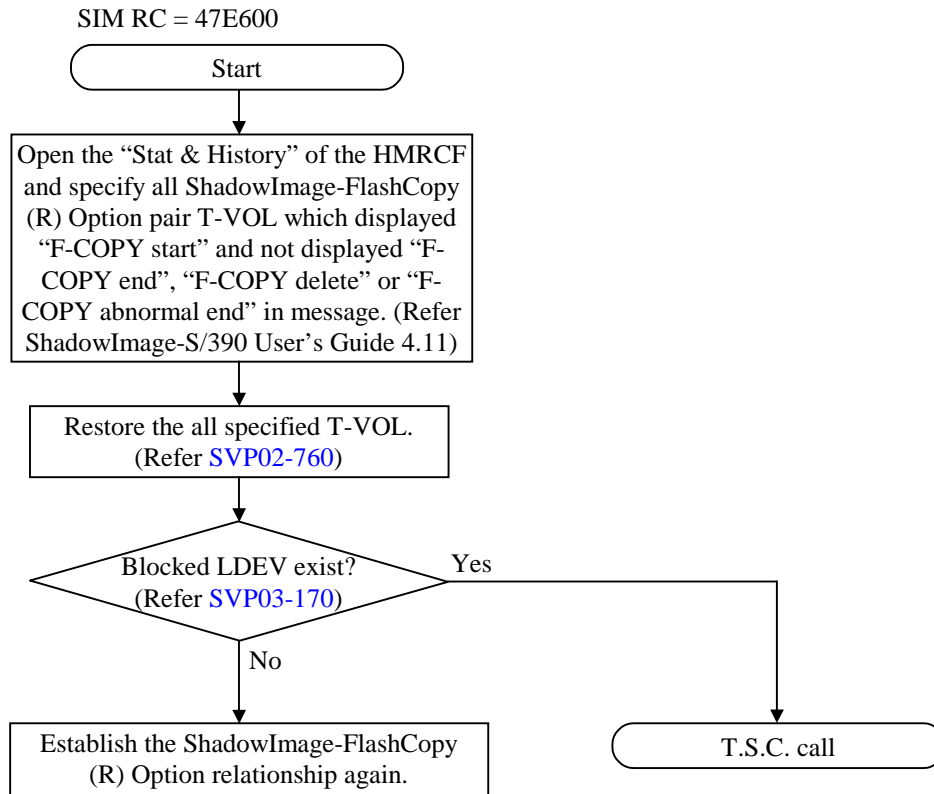 SIM RC = 47E600
Start
Open the “Stat & History” of the HMRCF
and specify all ShadowImage-FlashCopy
(R) Option pair T-VOL which displayed
“F-COPY start” and not displayed “F-
COPY end”, “F-COPY delete” or “F-
COPY abnormal end” in message. (Refer
ShadowImage-S/390 User’s Guide 4.11)
Restore the all specified T-VOL.
(Refer SVP02-760)
Blocked LDEV exist?
(Refer SVP03-170)
Yes
No
Establish the ShadowImage-FlashCopy
(R) Option relationship again.
T.S.C. call